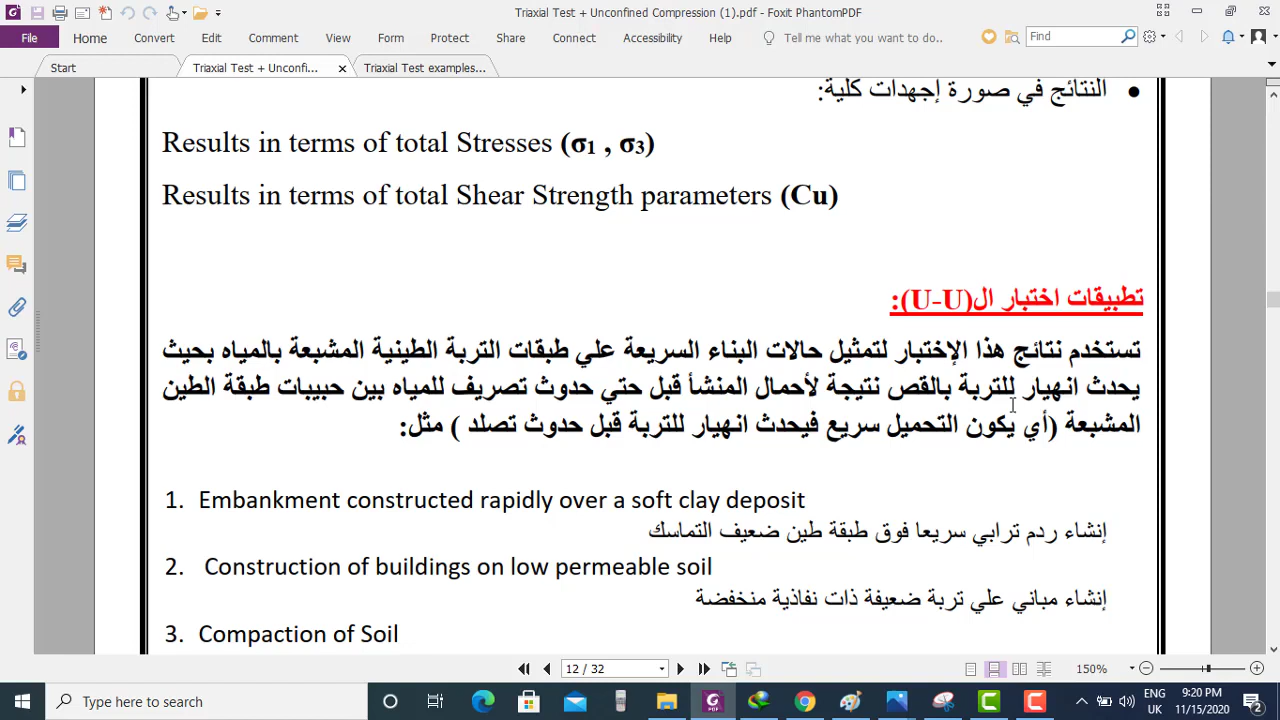 Triaxial Test + Unconfined Compression (1).pdf - Foxit PhantomPDF
File Home Convert Edit Comment View Form Protect Share Connect Accessibility Help Tell me what you want to do.. Find
Start Triaxial Test + Unconfi... Triaxial Test examples...
● النتائج في صورة إجهدات كلية:
Results in terms of total Stresses (σ1 , σ3)
Results in terms of total Shear Strength parameters (Cu)
تطبيقات اختبار ال(U-U):
تستخدم نتائج هذا الإختبار لتمثيل حالات البناء السريعة علي طبقات التربة الطينية المشبعة بالمياه بحيث
يحدث انهيار للتربة بالقص نتيجة لأحمال المنشأ قبل حتي حدوث تصريف للمياه بين حبيبات طبقة الطين
المشبعة (أي يكون التحميل سريع فيحدث انهيار للتربة قبل حدوث تصلد ) مثل:
1. Embankment constructed rapidly over a soft clay deposit
إنشاء ردم ترابي سريعا فوق طبقة طين ضعيف التماسك
2. Construction of buildings on low permeable soil
إنشاء مباني علي تربة ضعيفة ذات نفاذية منخفضة
3. Compaction of Soil
12 / 32 150%
Type here to search ENG 9:20 PM
UK 11/15/2020 2